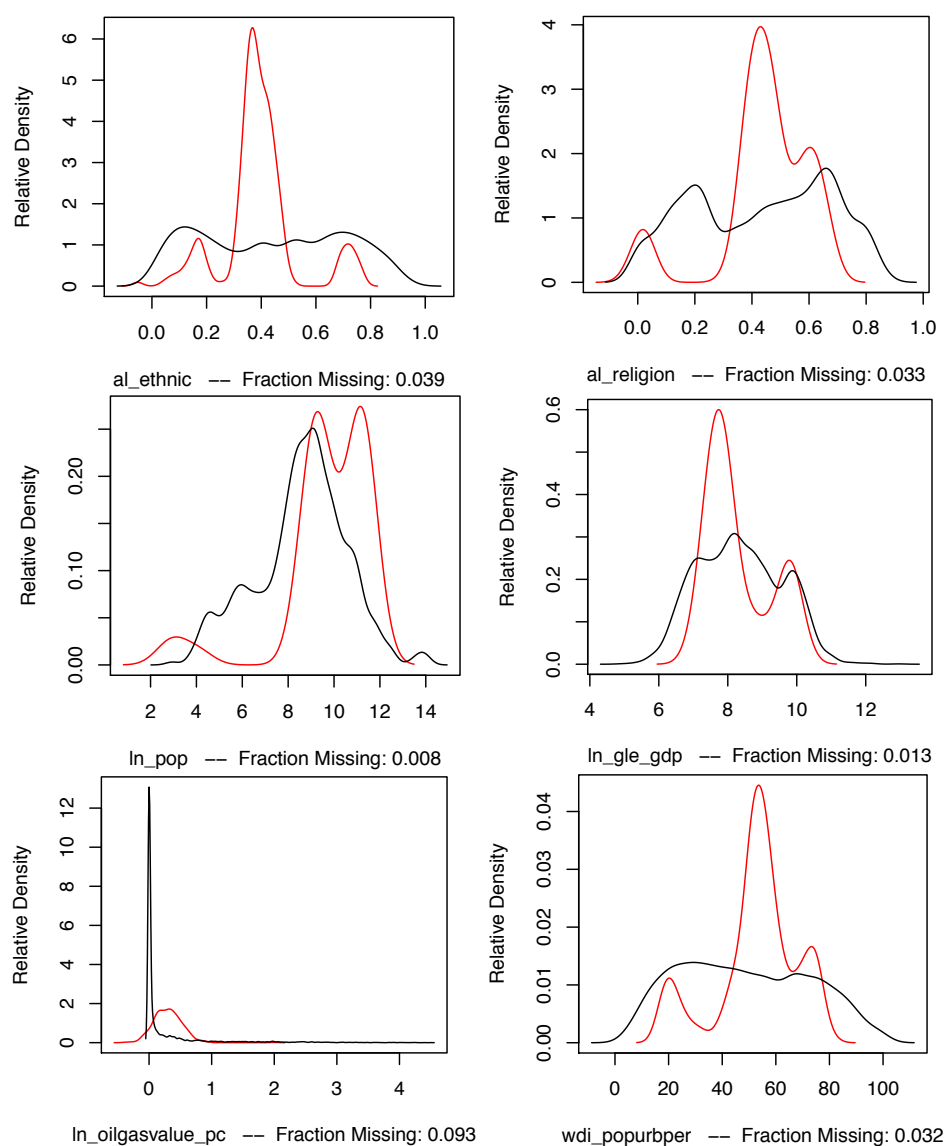 Relative Density
0 1 2 3 4 5 6
0.0 0.2 0.4 0.6 0.8 1.0
al_ethnic -- Fraction Missing: 0.039
Relative Density
0 1 2 3 4
0.0 0.2 0.4 0.6 0.8 1.0
al_religion -- Fraction Missing: 0.033
Relative Density
0.00 0.10 0.20
2 4 6 8 10 12 14
ln_pop -- Fraction Missing: 0.008
Relative Density
0.0 0.2 0.4 0.6
4 6 8 10 12
ln_gle_gdp -- Fraction Missing: 0.013
Relative Density
0 2 4 6 8 10 12
0 1 2 3 4
ln_oilgasvalue_pc -- Fraction Missing: 0.093
Relative Density
0.00 0.01 0.02 0.03 0.04
0 20 40 60 80 100
wdi_popurbper -- Fraction Missing: 0.032